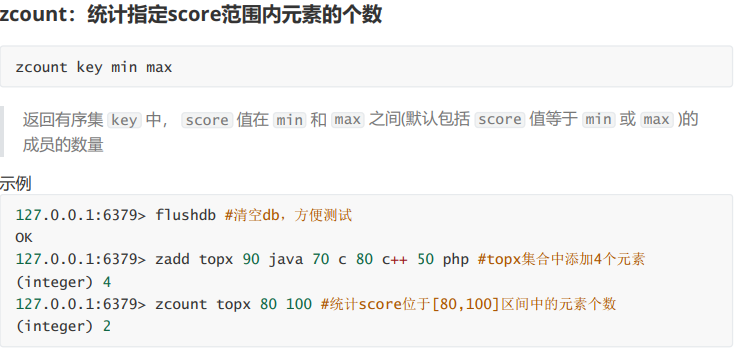 zcount：统计指定score范围内元素的个数
zcount key min max
返回有序集 key 中， score 值在 min 和 max 之间(默认包括 score 值等于 min 或 max )的
成员的数量
示例
127.0.0.1:6379> flushdb #清空db，方便测试
OK
127.0.0.1:6379> zadd topx 90 java 70 c 80 c++ 50 php #topx集合中添加4个元素
(integer) 4
127.0.0.1:6379> zcount topx 80 100 #统计score位于[80,100]区间中的元素个数
(integer) 2